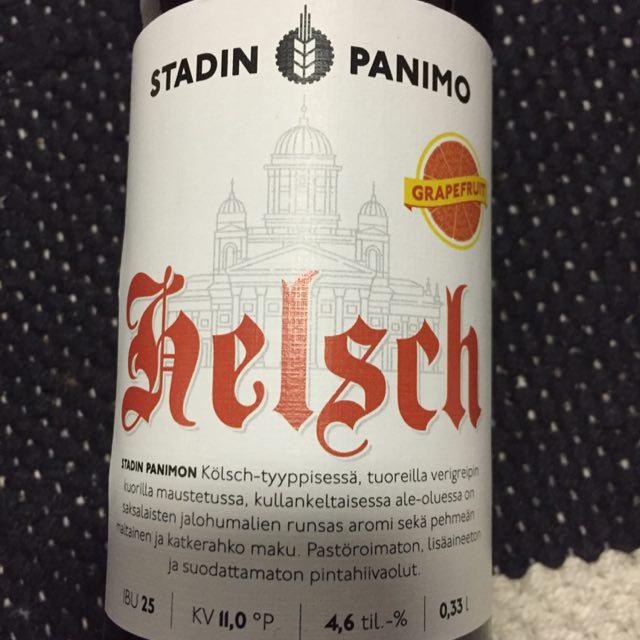 STADIN PANIMO
GRAPEFRUIT
Helsch
STADIN PANIMON Kölsch-tyyppisessä, tuoreilla verigreipin
kuorilla maustetussa, kullankeltaisessa ale-oluessa on
saksalaisten jalohumalien runsas aromi sekä pehmeän
maltainen ja katkerahko maku. Pastöroimaton, lisäaineeton
ja suodattamaton pintahiivaolut.
IBU 25 | KV 11,0 °P | 4,6 til.-% | 0,33 l